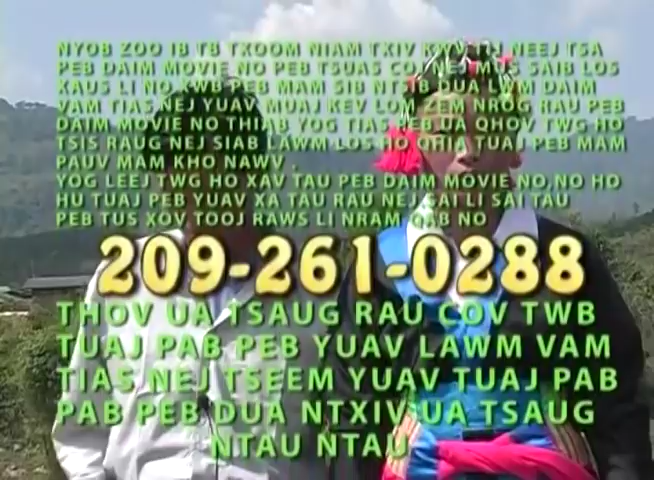 NYOB ZOO IB TB TXOOM NIAM TXIV KWV TIJ NEEJ TSA
PEB DAIM MOVIE NO PEB TSUAS COJ NEJ MUS SAIB LOS
XAUS LI NO KWB PEB MAM SIB NTSIB DUA LWM DAIM
VAM TIAS NEJ YUAV MUAJ KEV LOM ZEM NROG RAU PEB
DAIM MOVIE NO THIAB YOG TIAS PEB UA QHOV TWG HO
TSIS RAUG NEJ SIAB LAWM LOS HO QHIA TUAJ PEB MAM
PAUV MAM KHO NAWV .
YOG LEEJ TWG HO XAV TAU PEB DAIM MOVIE NO,NO HO
HU TUAJ PEB YUAV XA TAU RAU NEJ SAI LI SAI TAU
PEB TUS XOV TOOJ RAWS LI NRAM QAB NO
209-261-0288
THOV UA TSAUG RAU COV TWB
TUAJ PAB PEB YUAV LAWM VAM
TIAS NEJ TSEEM YUAV TUAJ PAB
PAB PEB DUA NTXIV UA TSAUG
NTAU NTAU